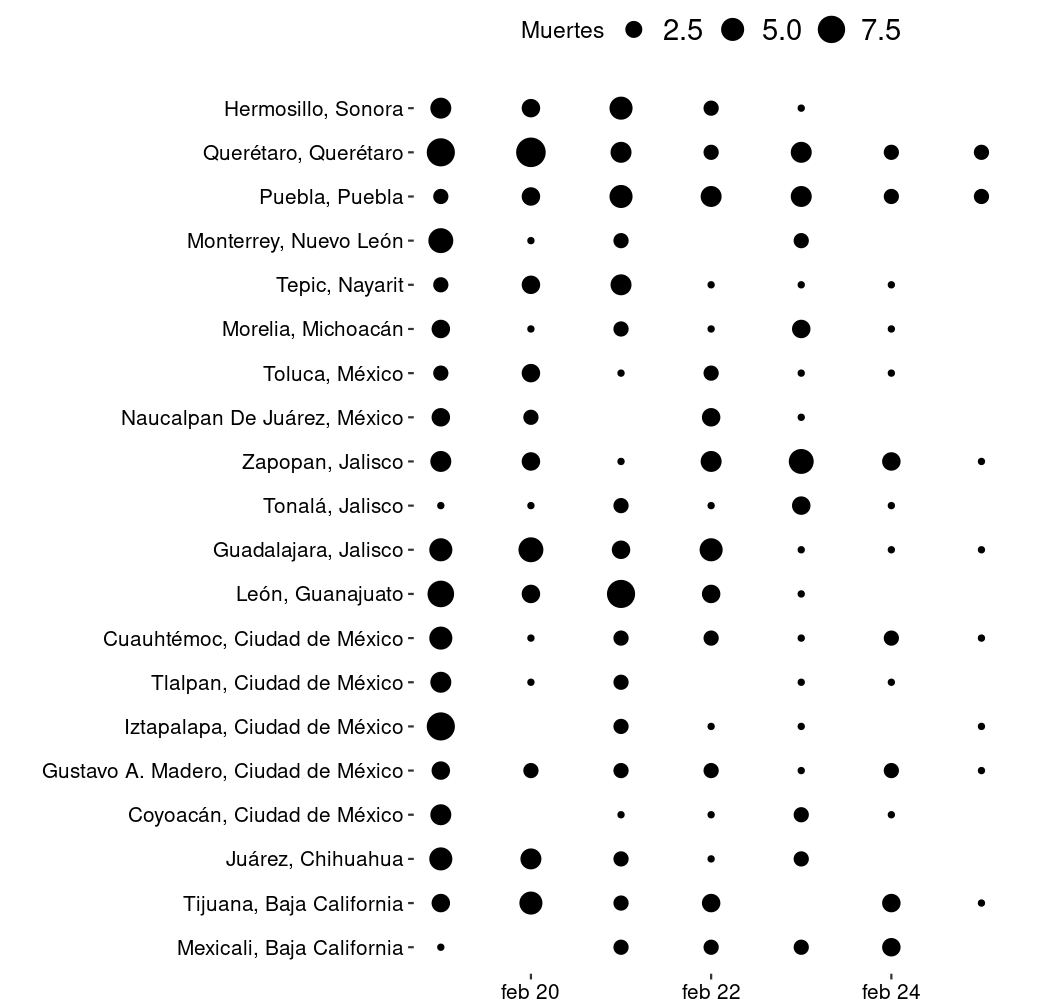 Muertes 2.5 5.0 7.5
Hermosillo, Sonora
Querétaro, Querétaro
Puebla, Puebla
Monterrey, Nuevo León
Tepic, Nayarit
Morelia, Michoacán
Toluca, México
Naucalpan De Juárez, México
Zapopan, Jalisco
Tonalá, Jalisco
Guadalajara, Jalisco
León, Guanajuato
Cuauhtémoc, Ciudad de México
Tlalpan, Ciudad de México
Iztapalapa, Ciudad de México
Gustavo A. Madero, Ciudad de México
Coyoacán, Ciudad de México
Juárez, Chihuahua
Tijuana, Baja California
Mexicali, Baja California
feb 20 feb 22 feb 24